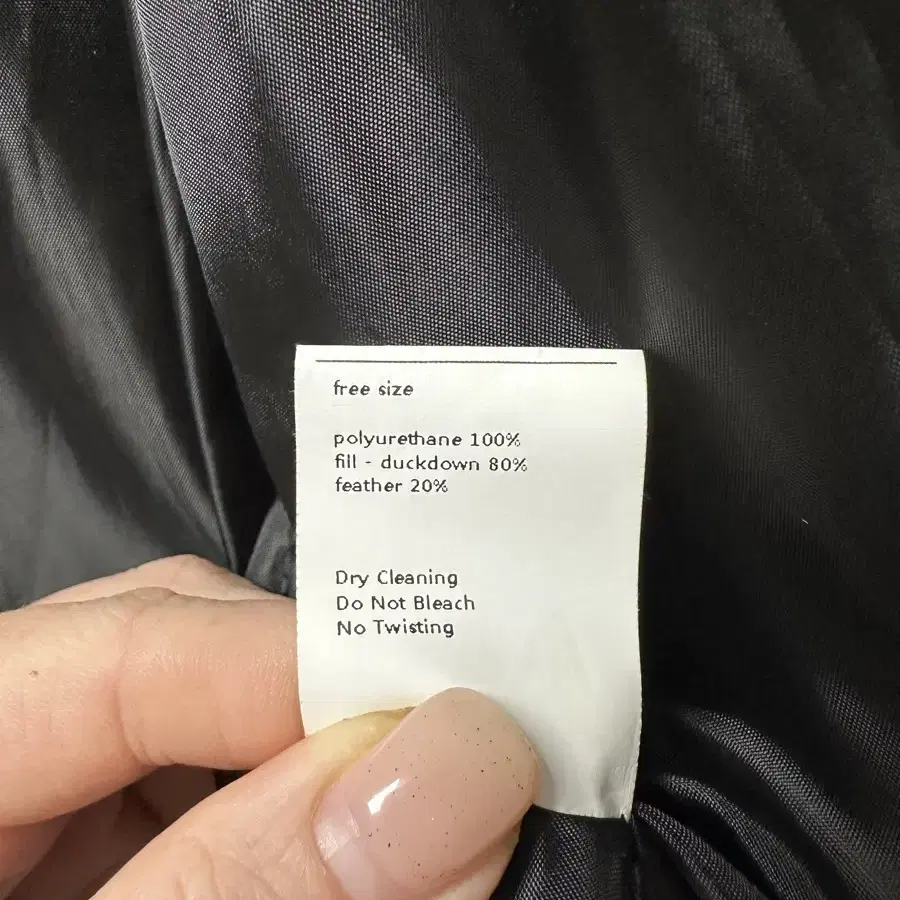 free size
polyurethane 100%
fill - duckdown 80%
feather 20%
Dry Cleaning
Do Not Bleach
No Twisting